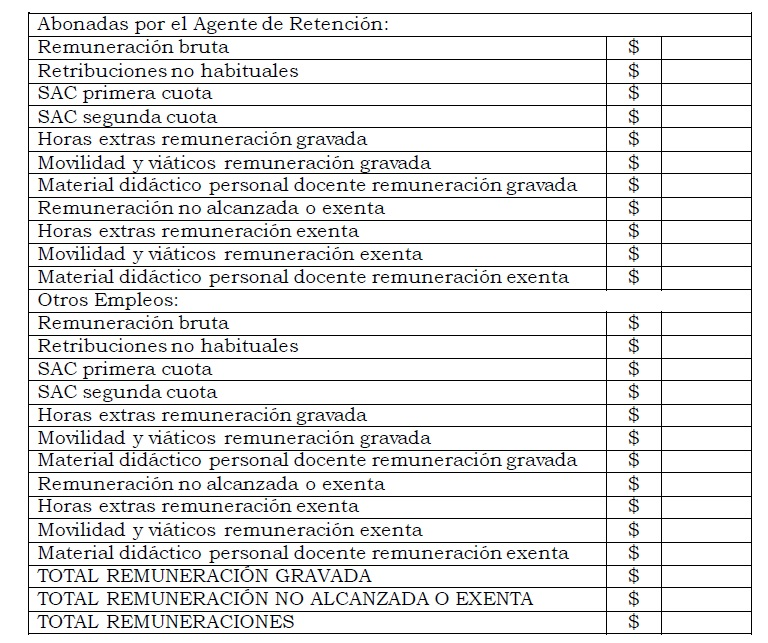 Abonadas por el Agente de Retención:
Remuneración bruta $
Retribuciones no habituales $
SAC primera cuota $
SAC segunda cuota $
Horas extras remuneración gravada $
Movilidad y viáticos remuneración gravada $
Material didáctico personal docente remuneración gravada $
Remuneración no alcanzada o exenta $
Horas extras remuneración exenta $
Movilidad y viáticos remuneración exenta $
Material didáctico personal docente remuneración exenta $
Otros Empleos:
Remuneración bruta $
Retribuciones no habituales $
SAC primera cuota $
SAC segunda cuota $
Horas extras remuneración gravada $
Movilidad y viáticos remuneración gravada $
Material didáctico personal docente remuneración gravada $
Remuneración no alcanzada o exenta $
Horas extras remuneración exenta $
Movilidad y viáticos remuneración exenta $
Material didáctico personal docente remuneración exenta $
TOTAL REMUNERACIÓN GRAVADA $
TOTAL REMUNERACIÓN NO ALCANZADA O EXENTA $
TOTAL REMUNERACIONES $